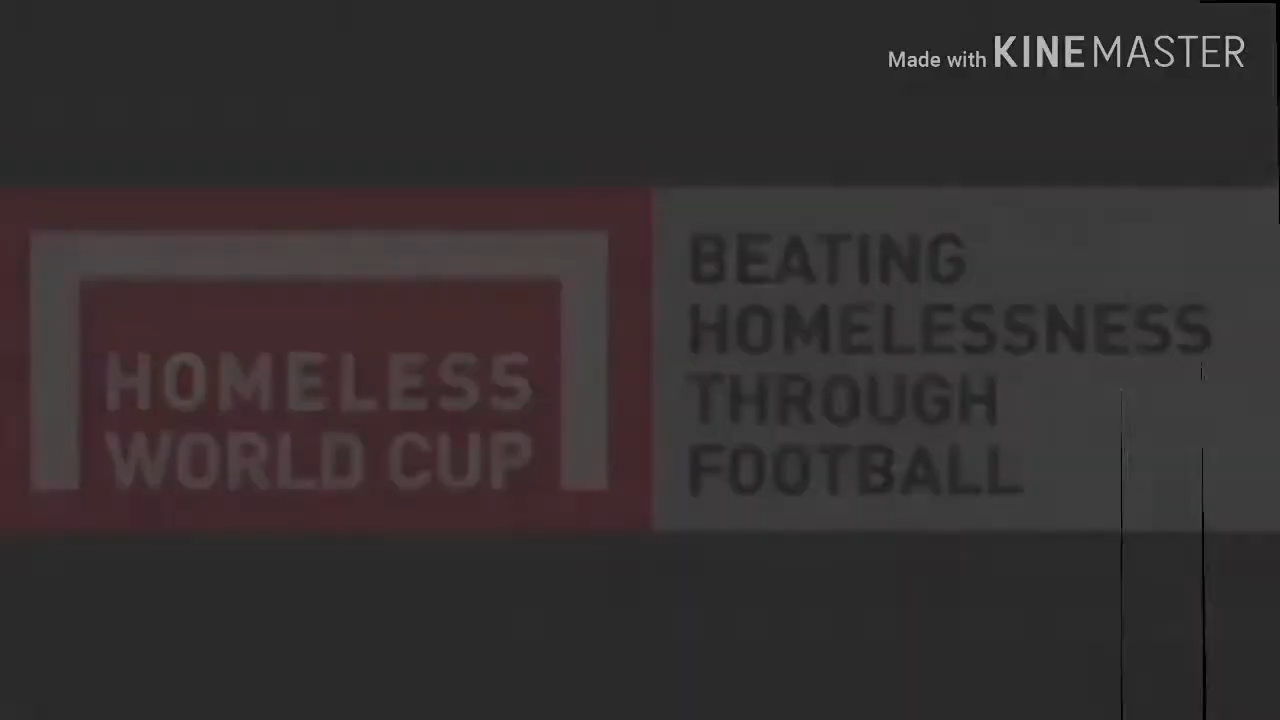 Made with KINEMASTER
HOMELESS
WORLD CUP
BEATING
HOMELESSNESS
THROUGH
FOOTBALL